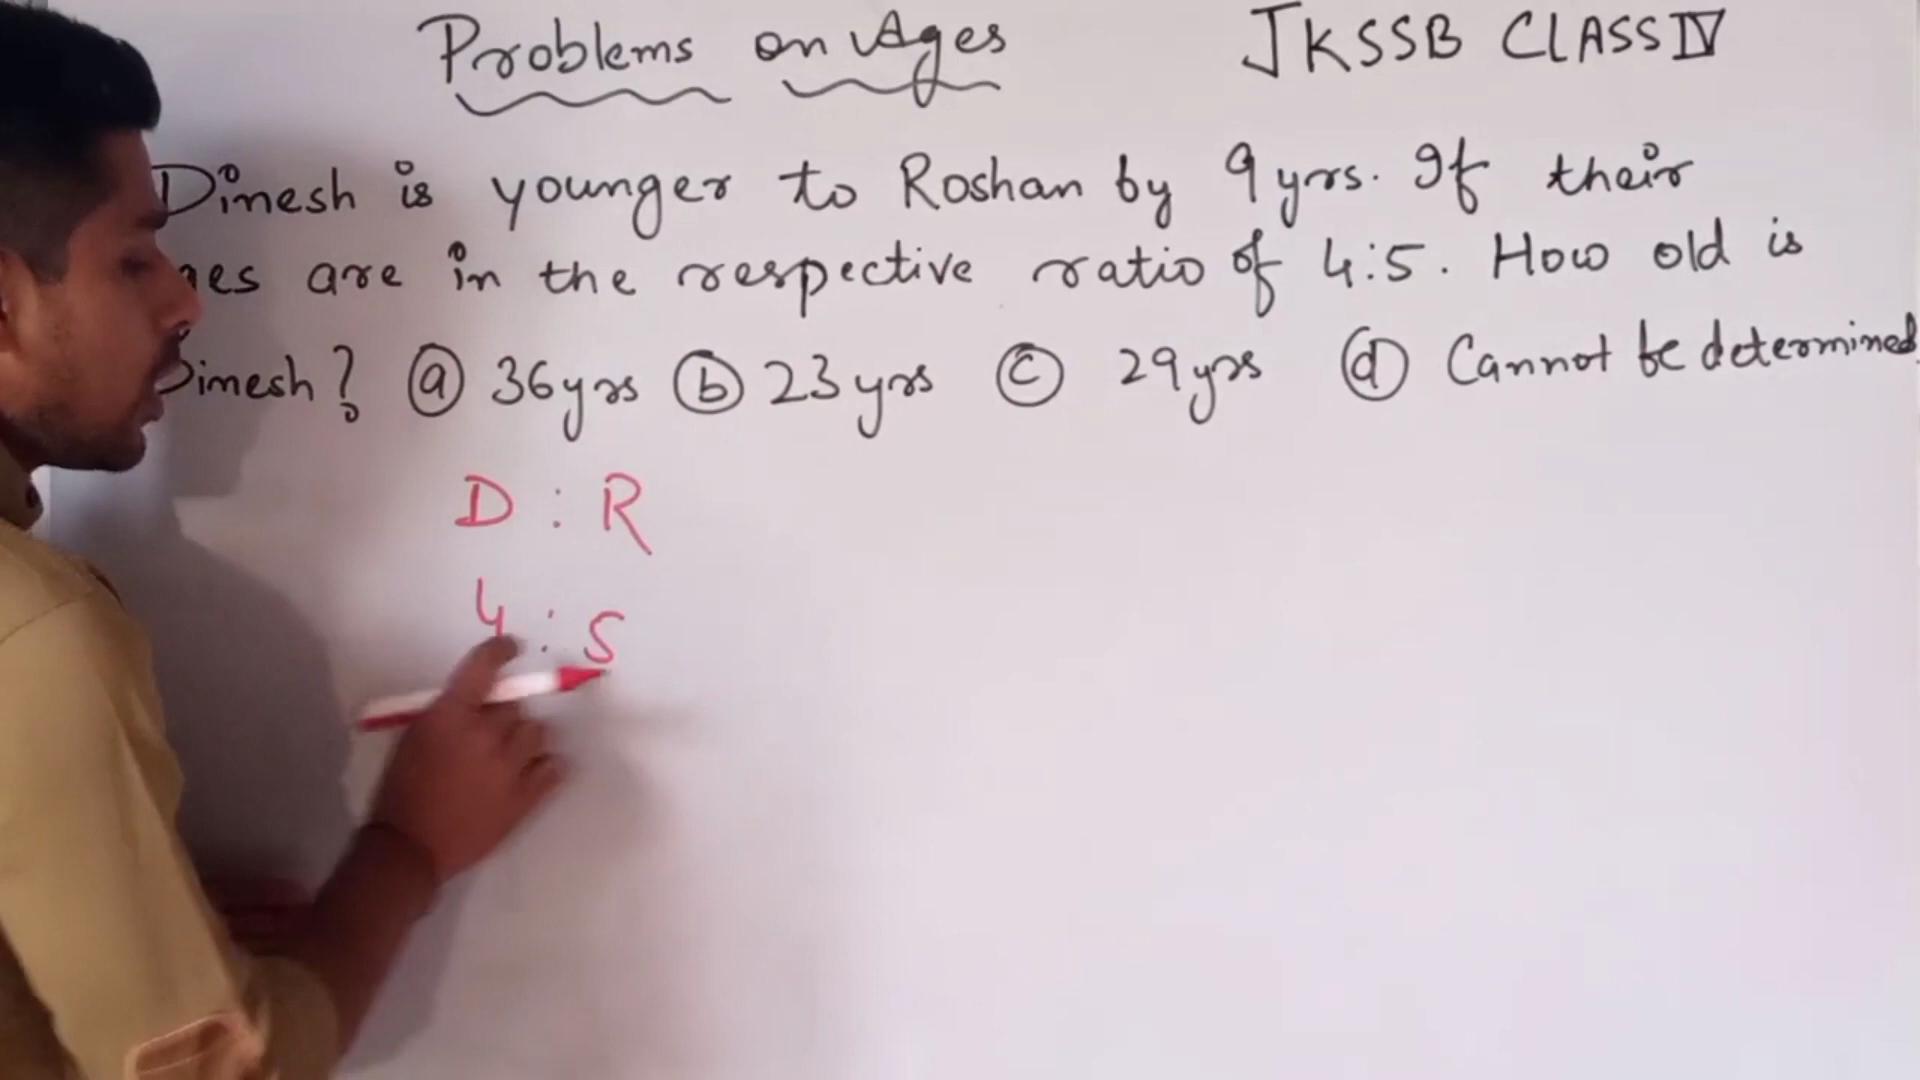 Problems on Ages JKSSB CLASS IV
Dinesh is younger to Roshan by 9 yrs. If their
are in the respective ratio of 4:5. How old is
Dinesh? (a) 36 yrs (b) 23 yrs (c) 29 yrs (d) Cannot be determined
D : R
4 : 5